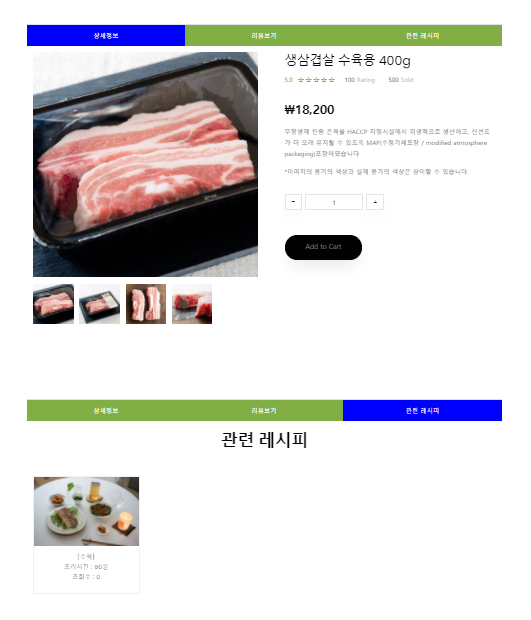 상세정보 리뷰보기 관련 레시피
생삼겹살 수육용 400g
5.0 ☆☆☆☆☆ 100 Rating 500 Sold
₩18,200
무항생제 인증 돈육을 HACCP 지정시설에서 위생적으로 생산하고, 신선도
가 더 오래 유지될 수 있도록 MAP(수정기체포장 / modified atmosphere
packaging)포장하였습니다
*이미지의 용기의 색상과 실제 용기의 색상은 상이할 수 있습니다.
- 1 +
Add to Cart
상세정보 리뷰보기 관련 레시피
관련 레시피
[수육]
조리시간 : 60분
조회수 : 0